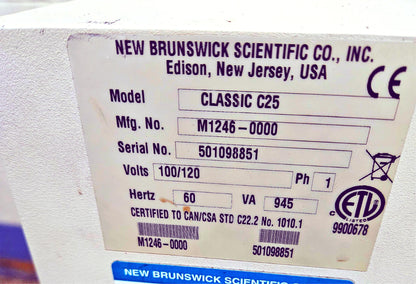 NEW BRUNSWICK SCIENTIFIC CO., INC.
Edison, New Jersey, USA
CE
Model CLASSIC C25
Mfg. No. M1246-0000
Serial No. 501098851
Volts 100/120 Ph 1
Hertz 60 VA 945
CERTIFIED TO CAN/CSA STD C22.2 No. 1010.1
C ETL
LISTED
9900678
M1246-0000 501098851
NEW BRUNSWICK SCIENTIFIC